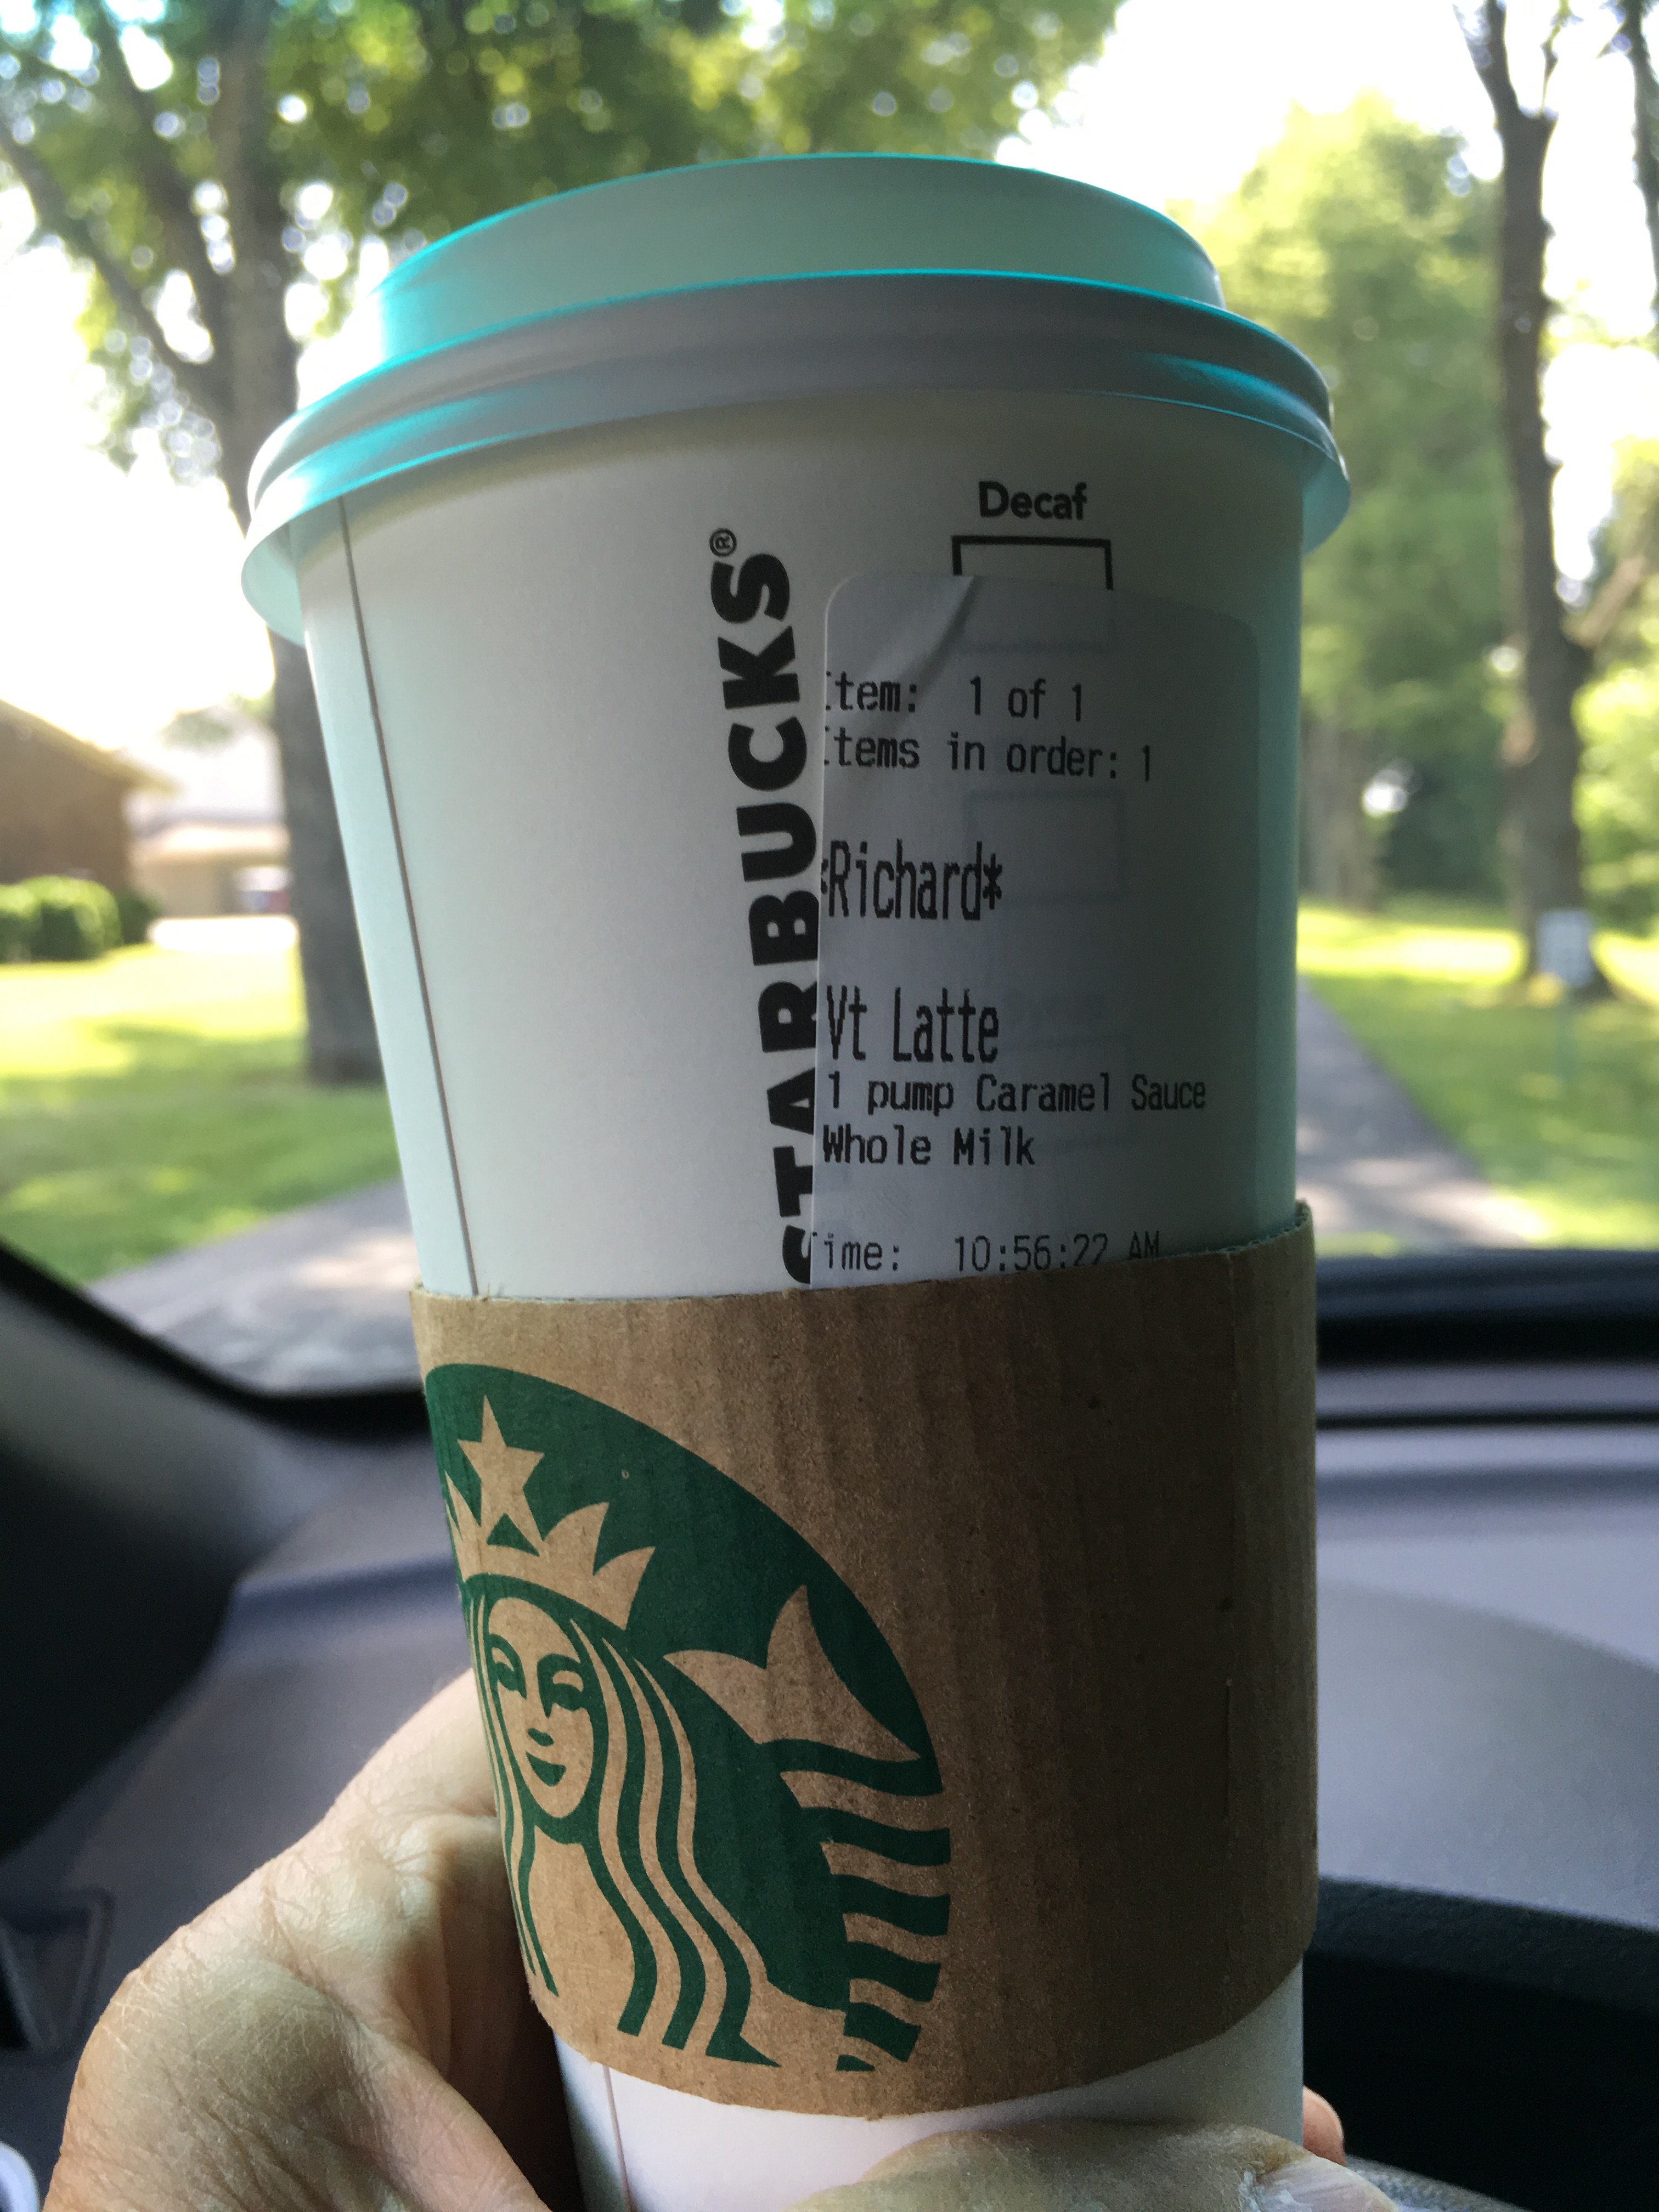 Decaf
STARBUCKS®
Item: 1 of 1
Items in order: 1
*Richard*
Vt Latte
1 pump Caramel Sauce
Whole Milk
Time: 10:56:22 AM